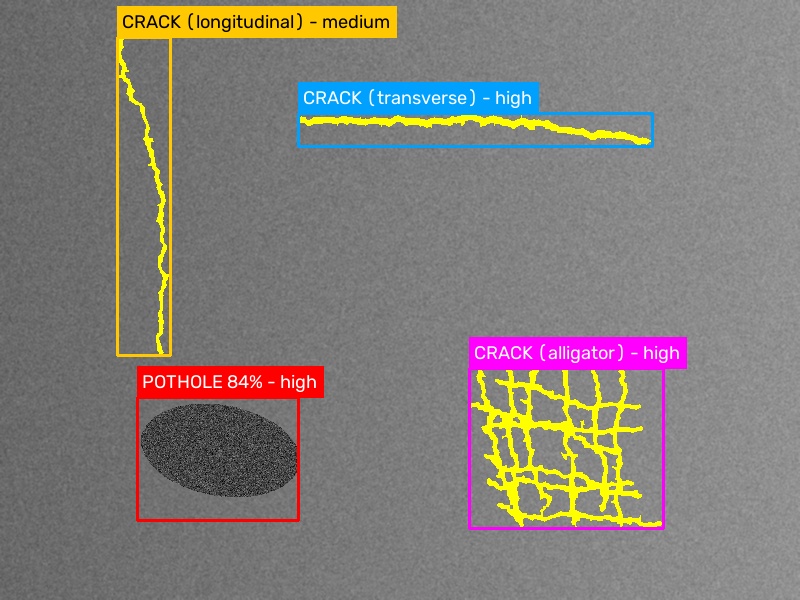 CRACK (longitudinal) - medium
CRACK (transverse) - high
CRACK (alligator) - high
POTHOLE 84% - high